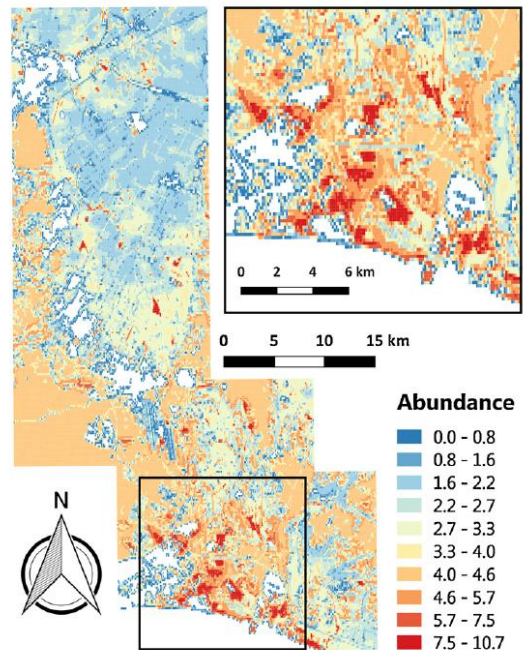 0 2 4 6 km
0 5 10 15 km
Abundance
0.0 - 0.8
0.8 - 1.6
1.6 - 2.2
2.2 - 2.7
2.7 - 3.3
3.3 - 4.0
4.0 - 4.6
4.6 - 5.7
5.7 - 7.5
7.5 - 10.7
N